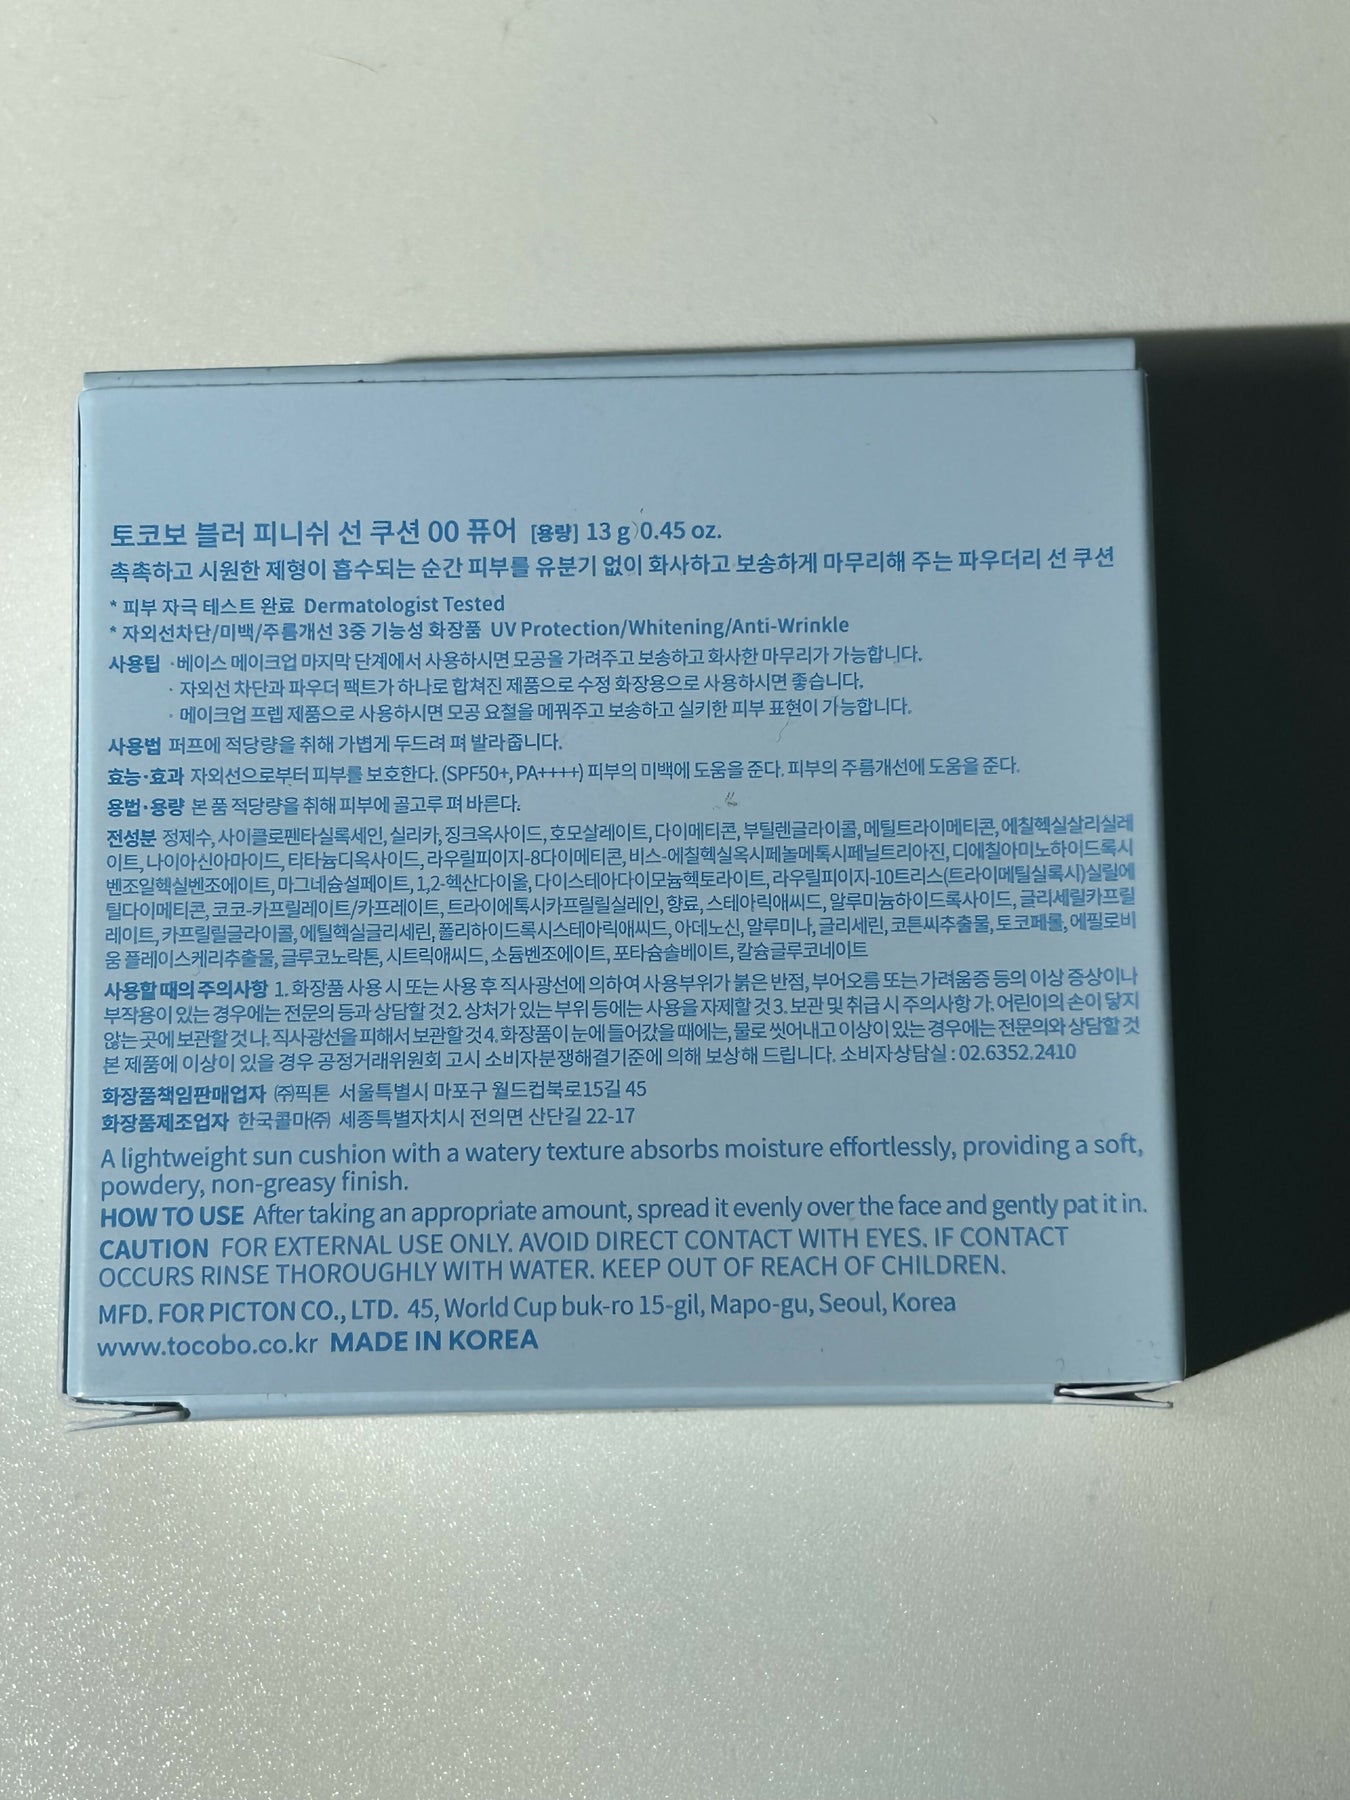 토코보 블러 피니쉬 선 쿠션 00 퓨어 [용량] 13 g 0.45 oz.
촉촉하고 시원한 제형이 흡수되는 순간 피부를 유분기 없이 화사하고 보송하게 마무리해 주는 파우더리 선 쿠션
* 피부 자극 테스트 완료 Dermatologist Tested
* 자외선차단/미백/주름개선 3중 기능성 화장품 UV Protection/Whitening/Anti-Wrinkle
사용팁 · 베이스 메이크업 마지막 단계에서 사용하시면 모공을 가려주고 보송하고 화사한 마무리가 가능합니다.
· 자외선 차단과 파우더 팩트가 하나로 합쳐진 제품으로 수정 화장용으로 사용하시면 좋습니다.
· 메이크업 프렙 제품으로 사용하시면 모공 요철을 메꿔주고 보송하고 실키한 피부 표현이 가능합니다.
사용법 퍼프에 적당량을 취해 가볍게 두드려 펴 발라줍니다.
효능·효과 자외선으로부터 피부를 보호한다. (SPF50+, PA++++) 피부의 미백에 도움을 준다. 피부의 주름개선에 도움을 준다.
용법·용량 본 품 적당량을 취해 피부에 골고루 펴 바른다.
전성분 정제수, 사이클로펜타실록세인, 실리카, 징크옥사이드, 호모살레이트, 다이메티콘, 부틸렌글라이콜, 메틸트라이메티콘, 에칠헥실살리실레
이트, 나이아신아마이드, 티타늄디옥사이드, 라우릴피이지-8다이메티콘, 비스-에칠헥실옥시페놀메톡시페닐트리아진, 디에칠아미노하이드록시
벤조일헥실벤조에이트, 마그네슘설페이트, 1,2-헥산다이올, 다이스테아다이모늄헥토라이트, 라우릴피이지-10트리스(트라이메틸실록시)실릴에
틸다이메티콘, 코코-카프릴레이트/카프레이트, 트라이에톡시카프릴릴실레인, 향료, 스테아릭애씨드, 알루미늄하이드록사이드, 글리세릴카프릴
레이트, 카프릴릴글라이콜, 에틸헥실글리세린, 폴리하이드록시스테아릭애씨드, 아데노신, 알루미나, 글리세린, 코튼씨추출물, 토코페롤, 에필로비
움 플레이스케리추출물, 글루코노락톤, 시트릭애씨드, 소듐벤조에이트, 포타슘솔베이트, 칼슘글루코네이트
사용할 때의 주의사항 1. 화장품 사용 시 또는 사용 후 직사광선에 의하여 사용부위가 붉은 반점, 부어오름 또는 가려움증 등의 이상 증상이나
부작용이 있는 경우에는 전문의 등과 상담할 것 2. 상처가 있는 부위 등에는 사용을 자제할 것 3. 보관 및 취급 시 주의사항 가. 어린이의 손이 닿지
않는 곳에 보관할 것 나. 직사광선을 피해서 보관할 것 4. 화장품이 눈에 들어갔을 때에는, 물로 씻어내고 이상이 있는 경우에는 전문의와 상담할 것
본 제품에 이상이 있을 경우 공정거래위원회 고시 소비자분쟁해결기준에 의해 보상해 드립니다. 소비자상담실 : 02.6352.2410
화장품책임판매업자 ㈜픽톤 서울특별시 마포구 월드컵북로15길 45
화장품제조업자 한국콜마㈜ 세종특별자치시 전의면 산단길 22-17
A lightweight sun cushion with a watery texture absorbs moisture effortlessly, providing a soft,
powdery, non-greasy finish.
HOW TO USE After taking an appropriate amount, spread it evenly over the face and gently pat it in.
CAUTION FOR EXTERNAL USE ONLY. AVOID DIRECT CONTACT WITH EYES. IF CONTACT
OCCURS RINSE THOROUGHLY WITH WATER. KEEP OUT OF REACH OF CHILDREN.
MFD. FOR PICTON CO., LTD. 45, World Cup buk-ro 15-gil, Mapo-gu, Seoul, Korea
www.tocobo.co.kr MADE IN KOREA